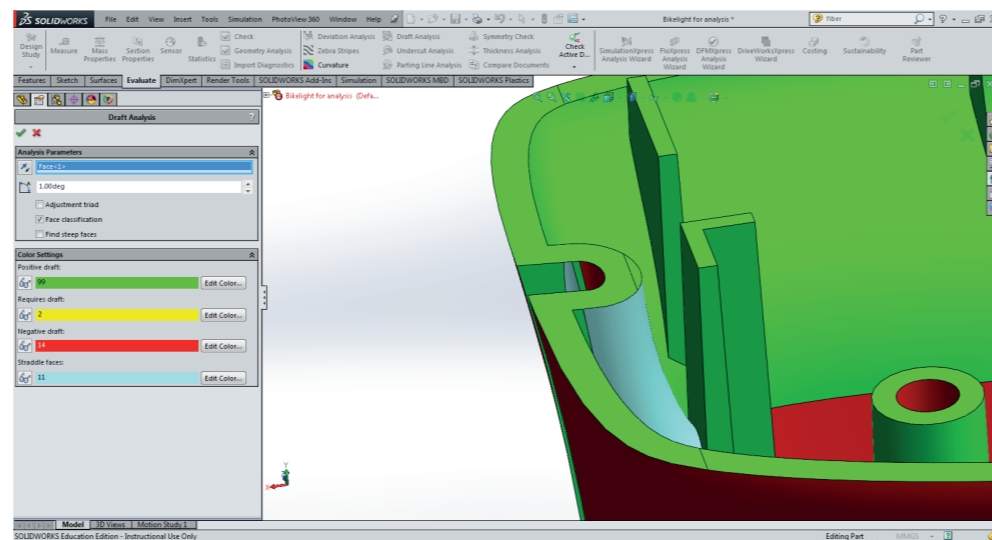 SOLIDWORKS File Edit View Insert Tools Simulation PhotoView 360 Window Help Bikelight for analysis * fiber
Design Study Measure Mass Properties Section Properties Sensor Statistics
Check
Geometry Analysis
Import Diagnostics
Deviation Analysis
Zebra Stripes
Curvature
Draft Analysis
Undercut Analysis
Parting Line Analysis
Symmetry Check
Thickness Analysis
Compare Documents
Check Active D...
SimulationXpress Analysis Wizard FloXpress Analysis Wizard DFMXpress Analysis Wizard DriveWorksXpress Wizard Costing Sustainability Part Reviewer
Features Sketch Surfaces Evaluate DimXpert Render Tools SOLIDWORKS Add-Ins Simulation SOLIDWORKS MBD SOLIDWORKS Plastics
Bikelight for analysis (Defa...
Draft Analysis ?
Analysis Parameters
Face<1>
1.00deg
Adjustment triad
Face classification
Find steep faces
Color Settings
Positive draft:
99 Edit Color...
Requires draft:
2 Edit Color...
Negative draft:
14 Edit Color...
Straddle faces:
11 Edit Color...
Y
X
Model 3D Views Motion Study 1
SOLIDWORKS Education Edition - Instructional Use Only Editing Part MMGS